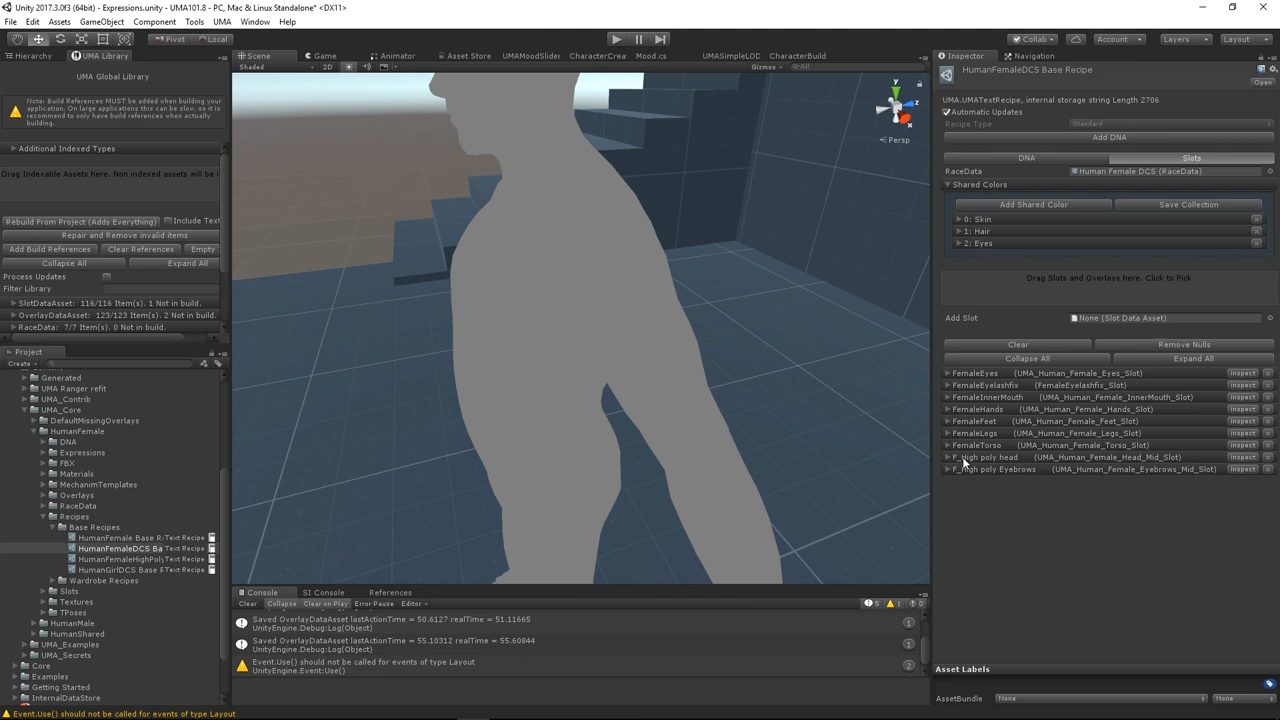 Unity 2017.3.0f3 (64bit) - Expressions.unity - UMA101.8 - PC, Mac & Linux Standalone* <DX11>
File Edit Assets GameObject Component Tools UMA Window Help
Pivot Local
Collab Account Layers Layout
Hierarchy UMA Library
UMA Global Library
Note: Build References MUST be added when building your
application. On large applications this can be slow, so it is
recommend to only have build references when actually
building.
Additional Indexed Types
Drag Indexable Assets here. Non indexed assets will be i
Rebuild From Project (Adds Everything) Include Text
Repair and Remove invalid items
Add Build References Clear References Empty
Collapse All Expand All
Process Updates
Filter Library
SlotDataAsset: 116/116 Item(s). 1 Not in build.
OverlayDataAsset: 123/123 Item(s). 2 Not in build.
RaceData: 7/7 Item(s). 0 Not in build.
Project
Create
Generated
UMA Ranger refit
UMA_Contrib
UMA_Core
DefaultMissingOverlays
HumanFemale
DNA
Expressions
FBX
Materials
MechanimTemplates
Overlays
RaceData
Recipes
Base Recipes
HumanFemale Base R Text Recipe
HumanFemaleDCS Ba Text Recipe
HumanFemaleHighPoly Text Recipe
HumanGirlDCS Base F Text Recipe
Wardrobe Recipes
Slots
Textures
TPoses
HumanMale
HumanShared
UMA_Examples
UMA_Secrets
Core
Examples
Getting Started
InternalDataStore
Scene Game Animator Asset Store UMAMoodSlider CharacterCrea Mood.cs UMASimpleLOD CharacterBuild
Shaded 2D Gizmos All
y
z
x
Persp
Console SI Console References
Clear Collapse Clear on Play Error Pause Editor 5 1 0
Saved OverlayDataAsset lastActionTime = 50.6127 realTime = 51.11665
UnityEngine.Debug:Log(Object)
1
Saved OverlayDataAsset lastActionTime = 55.10312 realTime = 55.60844
UnityEngine.Debug:Log(Object)
1
Event.Use() should not be called for events of type Layout
UnityEngine.Event:Use()
2
Inspector Navigation
HumanFemaleDCS Base Recipe
Open
UMA.UMATextRecipe, internal storage string Length 2706
Automatic Updates
Recipe Type Standard
Add DNA
DNA Slots
RaceData Human Female DCS (RaceData)
Shared Colors
Add Shared Color Save Collection
0: Skin
1: Hair
2: Eyes
Drag Slots and Overlays here. Click to Pick
Add Slot None (Slot Data Asset)
Clear Remove Nulls
Collapse All Expand All
FemaleEyes (UMA_Human_Female_Eyes_Slot) inspect
FemaleEyelashfix (FemaleEyelashfix_Slot) inspect
FemaleInnerMouth (UMA_Human_Female_InnerMouth_Slot) inspect
FemaleHands (UMA_Human_Female_Hands_Slot) inspect
FemaleFeet (UMA_Human_Female_Feet_Slot) inspect
FemaleLegs (UMA_Human_Female_Legs_Slot) inspect
FemaleTorso (UMA_Human_Female_Torso_Slot) inspect
F_High poly head (UMA_Human_Female_Head_Mid_Slot) inspect
F_High poly Eyebrows (UMA_Human_Female_Eyebrows_Mid_Slot) inspect
Asset Labels
AssetBundle None None
Event.Use() should not be called for events of type Layout